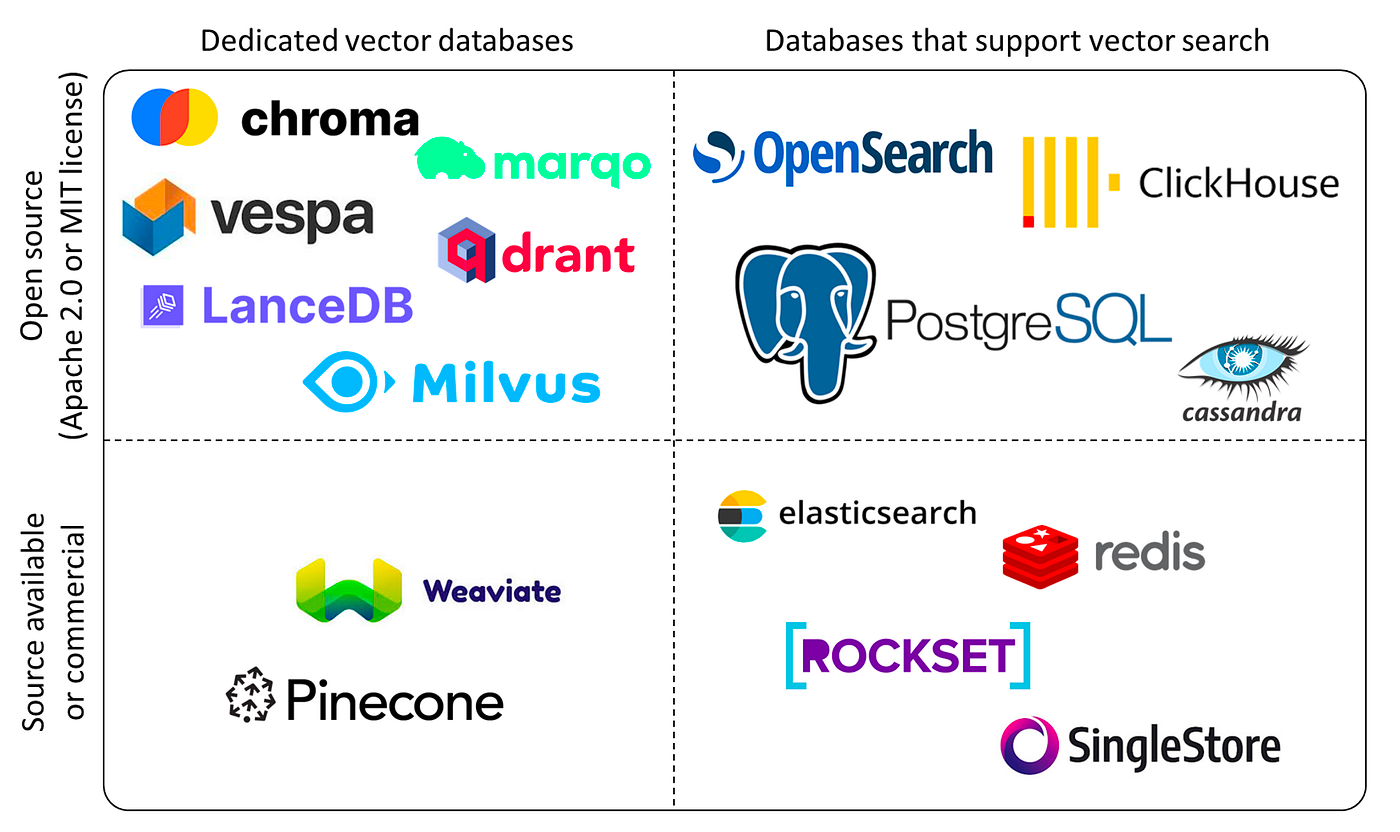 Dedicated vector databases
Databases that support vector search
Open source
(Apache 2.0 or MIT license)
chroma
marqo
vespa
qdrant
LanceDB
Milvus
OpenSearch
ClickHouse
PostgreSQL
cassandra
Source available
or commercial
Weaviate
Pinecone
elasticsearch
redis
ROCKSET
SingleStore